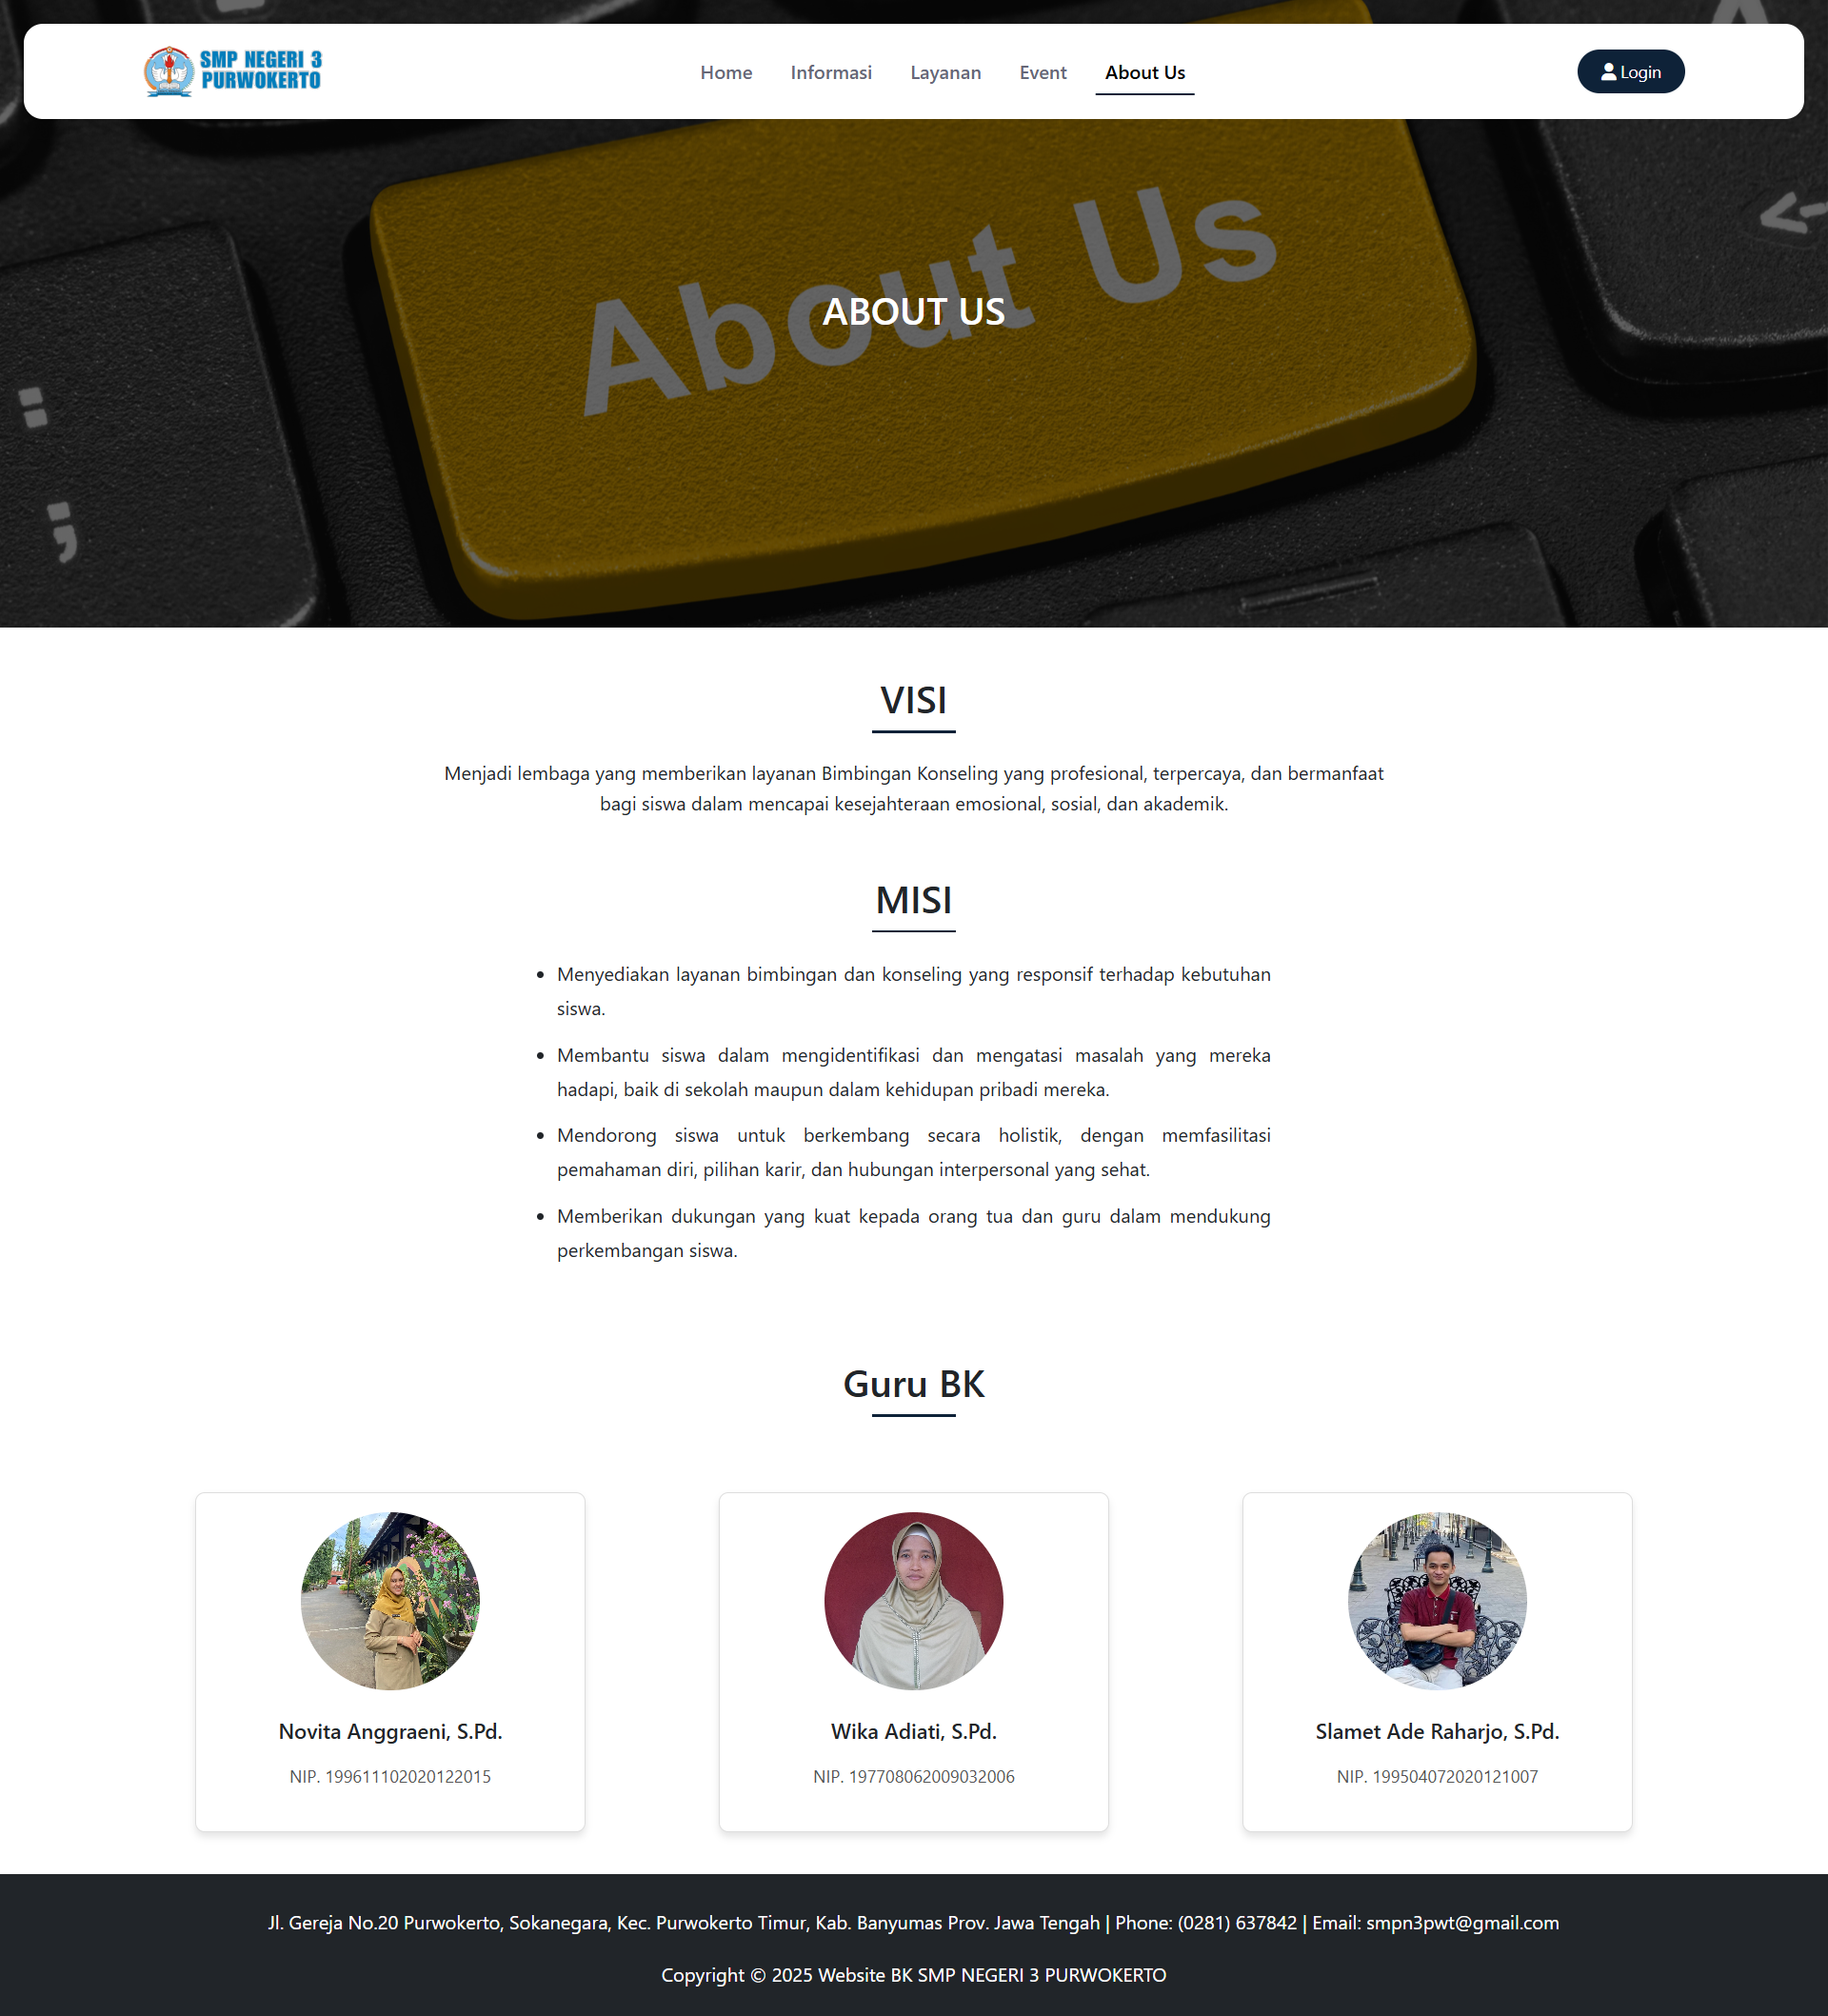 SMP NEGERI 3
PURWOKERTO
Home Informasi Layanan Event About Us
Login
About Us
ABOUT US
VISI
Menjadi lembaga yang memberikan layanan Bimbingan Konseling yang profesional, terpercaya, dan bermanfaat
bagi siswa dalam mencapai kesejahteraan emosional, sosial, dan akademik.
MISI
• Menyediakan layanan bimbingan dan konseling yang responsif terhadap kebutuhan
siswa.
• Membantu siswa dalam mengidentifikasi dan mengatasi masalah yang mereka
hadapi, baik di sekolah maupun dalam kehidupan pribadi mereka.
• Mendorong siswa untuk berkembang secara holistik, dengan memfasilitasi
pemahaman diri, pilihan karir, dan hubungan interpersonal yang sehat.
• Memberikan dukungan yang kuat kepada orang tua dan guru dalam mendukung
perkembangan siswa.
Guru BK
Novita Anggraeni, S.Pd.
NIP. 199611102020122015
Wika Adiati, S.Pd.
NIP. 197708062009032006
Slamet Ade Raharjo, S.Pd.
NIP. 199504072020121007
Jl. Gereja No.20 Purwokerto, Sokanegara, Kec. Purwokerto Timur, Kab. Banyumas Prov. Jawa Tengah | Phone: (0281) 637842 | Email: smpn3pwt@gmail.com
Copyright © 2025 Website BK SMP NEGERI 3 PURWOKERTO